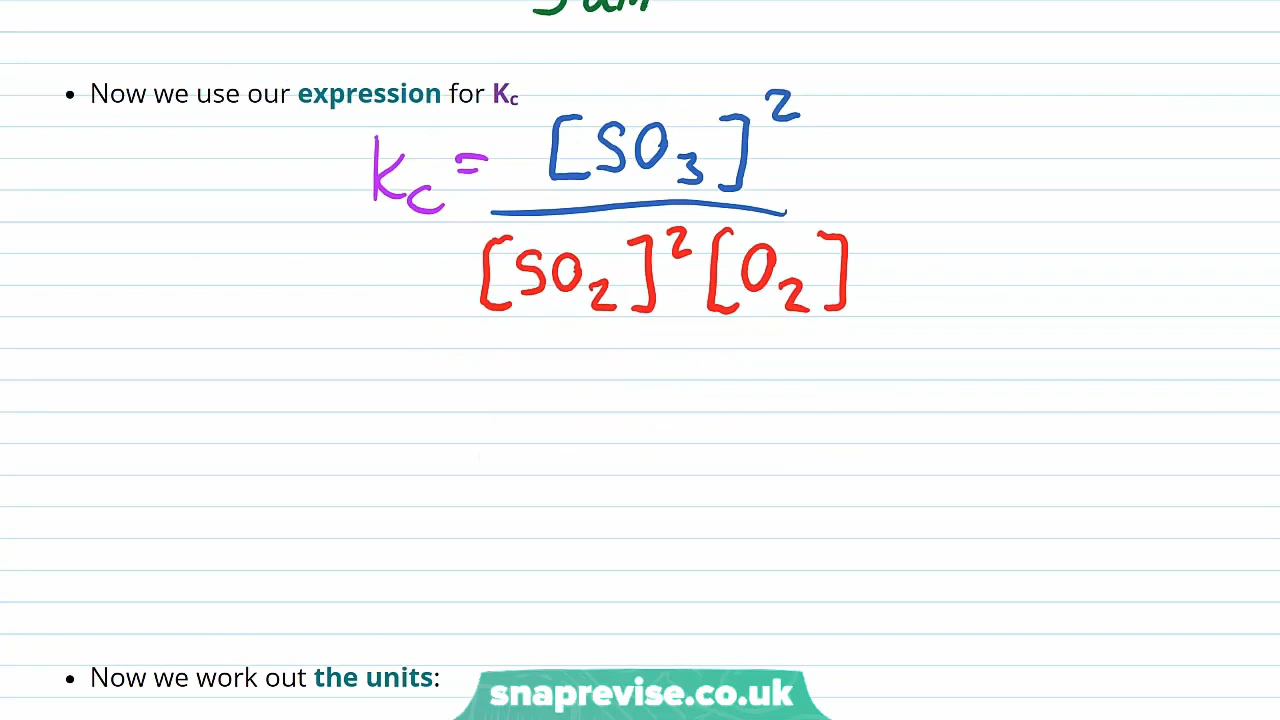 • Now we use our expression for Kc
Kc = [SO3]²
[SO2]² [O2]
• Now we work out the units:
snaprevise.co.uk